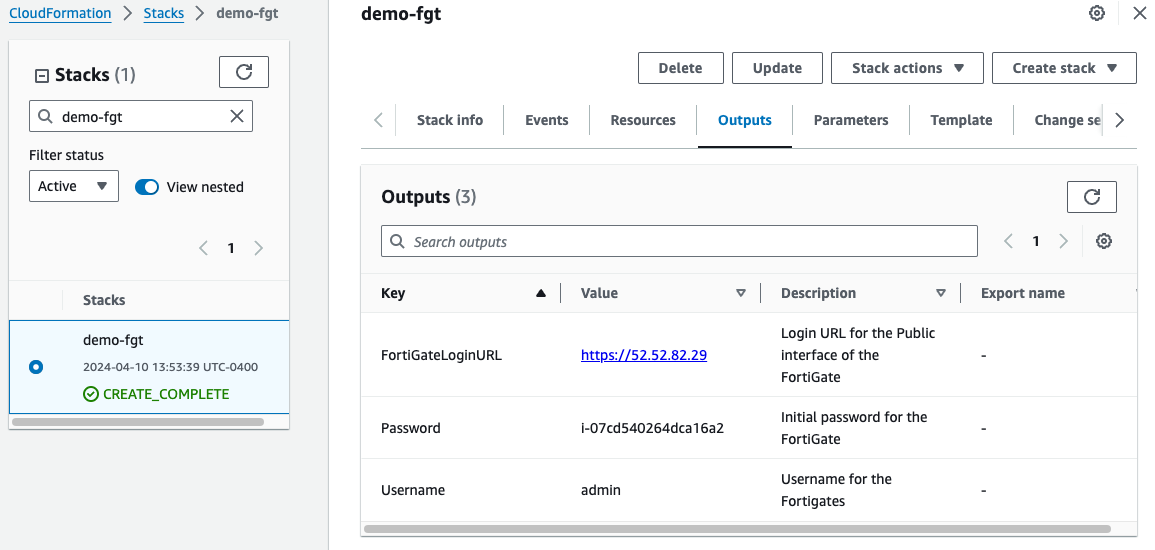 CloudFormation > Stacks > demo-fgt
Stacks (1)
demo-fgt
Filter status
Active
View nested
1
Stacks
demo-fgt
2024-04-10 13:53:39 UTC-0400
CREATE_COMPLETE
demo-fgt
Delete Update Stack actions Create stack
Stack info Events Resources Outputs Parameters Template Change se
Outputs (3)
Search outputs
1
Key Value Description Export name
FortiGateLoginURL https://52.52.82.29 Login URL for the Public
interface of the
FortiGate -
Password i-07cd540264dca16a2 Initial password for the
FortiGate -
Username admin Username for the
Fortigates -